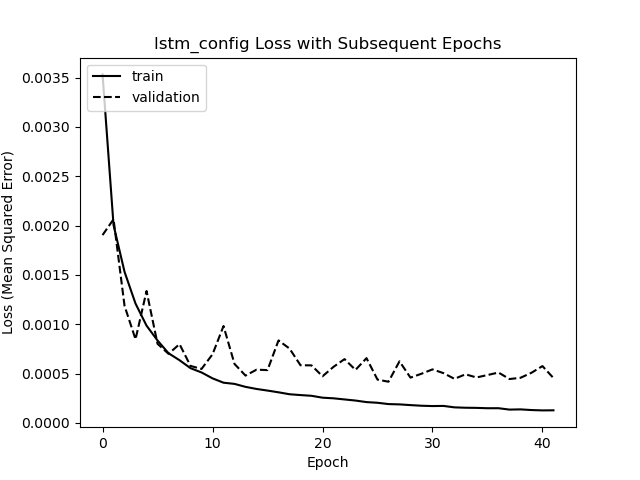 lstm_config Loss with Subsequent Epochs
train
validation
0.0035
0.0030
0.0025
0.0020
0.0015
0.0010
0.0005
0.0000
Loss (Mean Squared Error)
0
10
20
30
40
Epoch